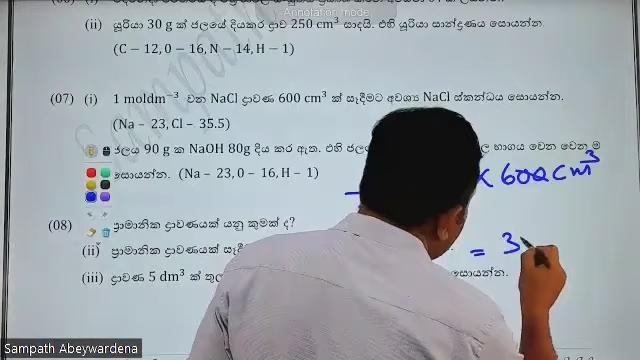 Annotation mode
(ii) යූරියා 30 g ක් ජලයේ දියකර ද්‍රාව 250 cm³ සාදයි. එහි යූරියා සාන්ද්‍රණය සොයන්න.
(C − 12, O − 16, N − 14, H − 1)
(07) (i) 1 moldm⁻³ වන NaCl ද්‍රාවණ 600 cm³ ක් සෑදීමට අවශ්‍ය NaCl ස්කන්ධය සොයන්න.
(Na − 23, Cl − 35.5)
ජලය 90 g ක NaOH 80g දිය කර ඇත. එහි ජල ල භාගය වෙන වෙන ම
සොයන්න. (Na − 23, O − 16, H − 1)
× 600 cm³
(08) ප්‍රාමානික ද්‍රාවණයක් යනු කුමක් ද?
(ii) ප්‍රාමානික ද්‍රාවණයක්
= 3
(iii) ද්‍රාවණ 5 dm³ ක් තුල සොයන්න.
Sampath Abeywardena